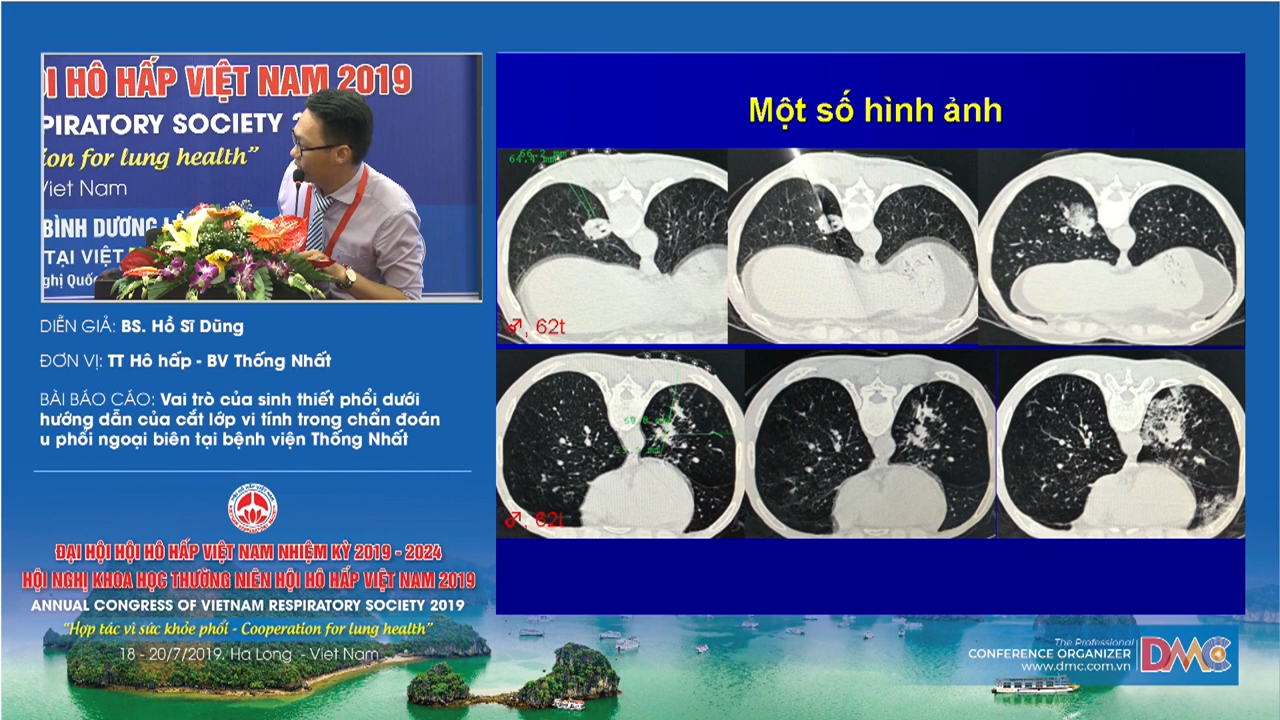 I HÔ HẤP VIỆT NAM 2019
PIRATORY SOCIETY 2
ion for lung health”
Viet Nam
BÌNH DƯƠNG
TẠI VIỆT
ghị Quốc
DIỄN GIẢ: BS. Hồ Sĩ Dũng
ĐƠN VỊ: TT Hô hấp - BV Thống Nhất
BÀI BÁO CÁO: Vai trò của sinh thiết phổi dưới
hướng dẫn của cắt lớp vi tính trong chẩn đoán
u phổi ngoại biên tại bệnh viện Thống Nhất
ĐẠI HỘI HỘI HÔ HẤP VIỆT NAM NHIỆM KỲ 2019 - 2024
HỘI NGHỊ KHOA HỌC THƯỜNG NIÊN HỘI HÔ HẤP VIỆT NAM 2019
ANNUAL CONGRESS OF VIETNAM RESPIRATORY SOCIETY 2019
“Hợp tác vì sức khỏe phổi - Cooperation for lung health”
18 - 20/7/2019. Ha Long - Viet Nam
Một số hình ảnh
♂, 62t
♂, 62t
The Professional
CONFERENCE ORGANIZER
www.dmc.com.vn
DMC